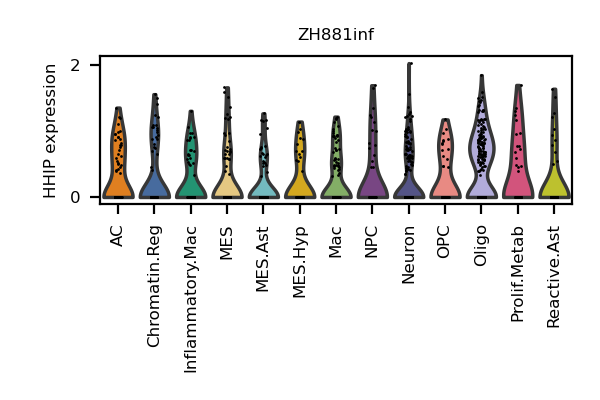 ZH881inf
HHIP expression
2
0
AC
Chromatin.Reg
Inflammatory.Mac
MES
MES.Ast
MES.Hyp
Mac
NPC
Neuron
OPC
Oligo
Prolif.Metab
Reactive.Ast